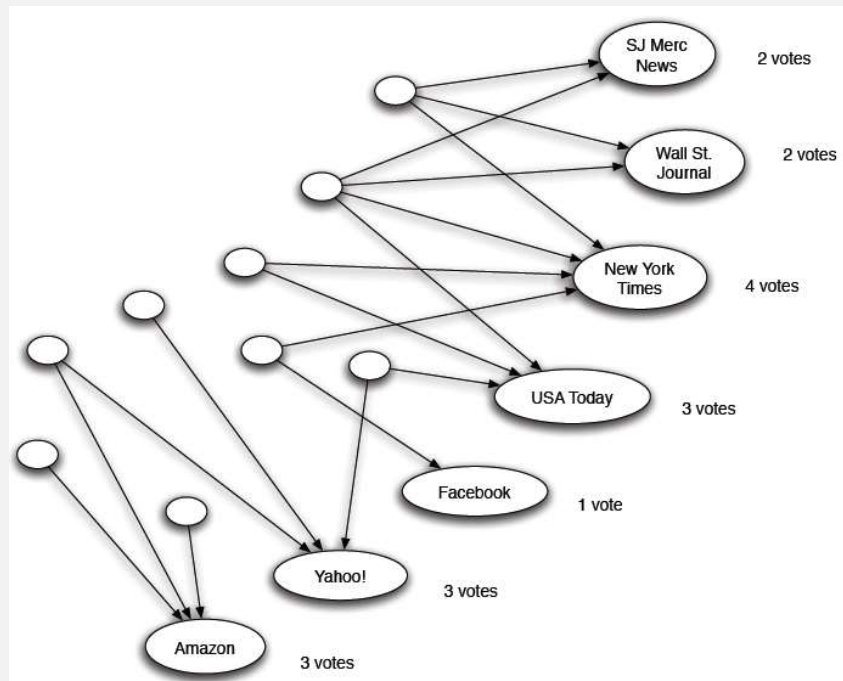 SJ Merc
News
2 votes
Wall St.
Journal
2 votes
New York
Times
4 votes
USA Today
3 votes
Facebook
1 vote
Yahoo!
3 votes
Amazon
3 votes